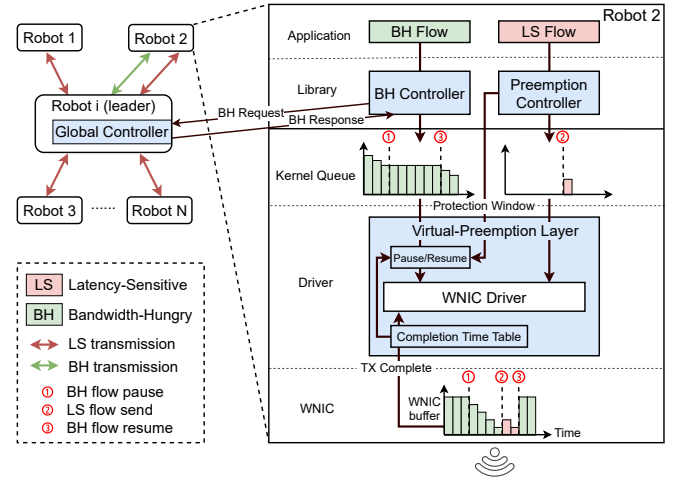 Robot 1
Robot 2
Robot i (leader)
Global Controller
Robot 3
......
Robot N
BH Request
BH Response
LS
Latency-Sensitive
BH
Bandwidth-Hungry
LS transmission
BH transmission
① BH flow pause
② LS flow send
③ BH flow resume
Robot 2
Application
BH Flow
LS Flow
Library
BH Controller
Preemption
Controller
①
③
②
Kernel Queue
Protection Window
Virtual-Preemption Layer
Pause/Resume
Driver
WNIC Driver
Completion Time Table
TX Complete
①
②
③
WNIC
WNIC
buffer
Time